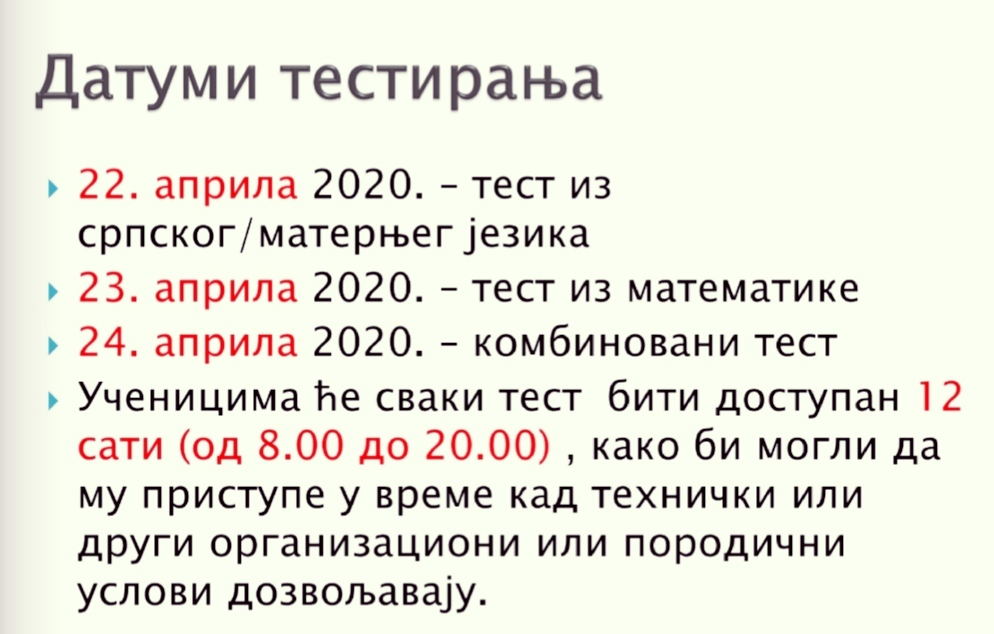 Датуми тестирања
22. априла 2020. – тест из
српског/матерњег језика
23. априла 2020. – тест из математике
24. априла 2020. – комбиновани тест
Ученицима ће сваки тест бити доступан 12
сати (од 8.00 до 20.00) , како би могли да
му приступе у време кад технички или
други организациони или породични
услови дозвољавају.